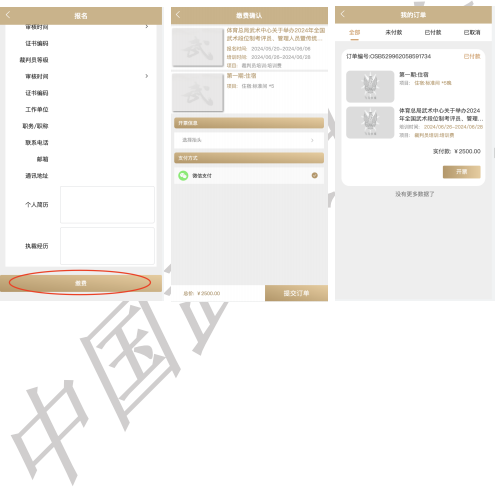 报名
审核时间
证书编码
裁判员等级
审核时间
证书编码
工作单位
职务/职称
联系电话
邮箱
通讯地址
个人简历
执裁经历
缴费
缴费确认
体育总局武术中心关于举办2024年全国
武术段位制考评员、管理人员暨传统...
报名时间: 2024/05/20-2024/06/06
培训时间: 2024/06/26-2024/06/28
项目: 裁判员培训:培训费
第一期:住宿
项目: 住宿:标准间 *0
开票信息
选择抬头
支付方式
微信支付
总价: ¥2500.00
提交订单
我的订单
全部 未付款 已付款 已取消
订单编号:OSB529962058591734 已付款
第一期:住宿
项目: 住宿:标准间 *0晚
体育总局武术中心关于举办2024
年全国武术段位制考评员、管理...
培训时间: 2024/06/26-2024/06/28
项目: 裁判员培训:培训费
实付款: ¥2500.00
开票
没有更多数据了
中国武